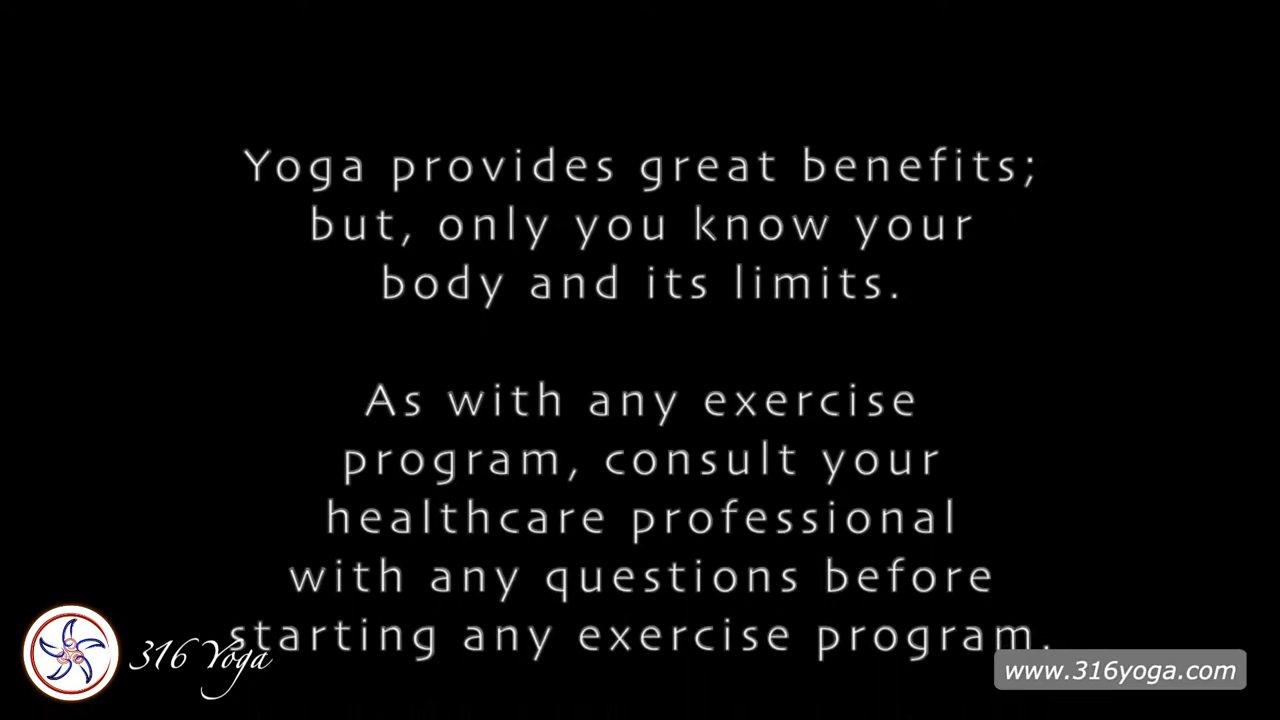 Yoga provides great benefits;
but, only you know your
body and its limits.
As with any exercise
program, consult your
healthcare professional
with any questions before
starting any exercise program.
316 Yoga
www.316yoga.com